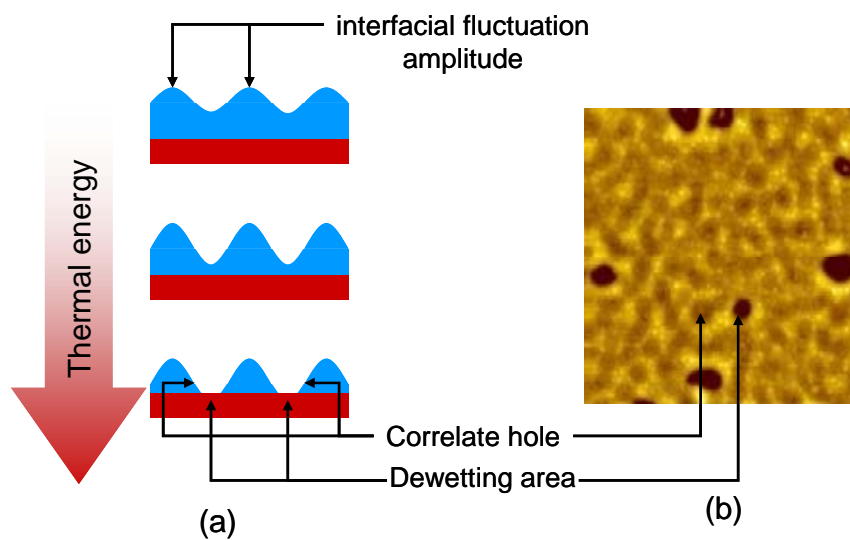 interfacial fluctuation
amplitude
Thermal energy
Correlate hole
Dewetting area
(a)
(b)